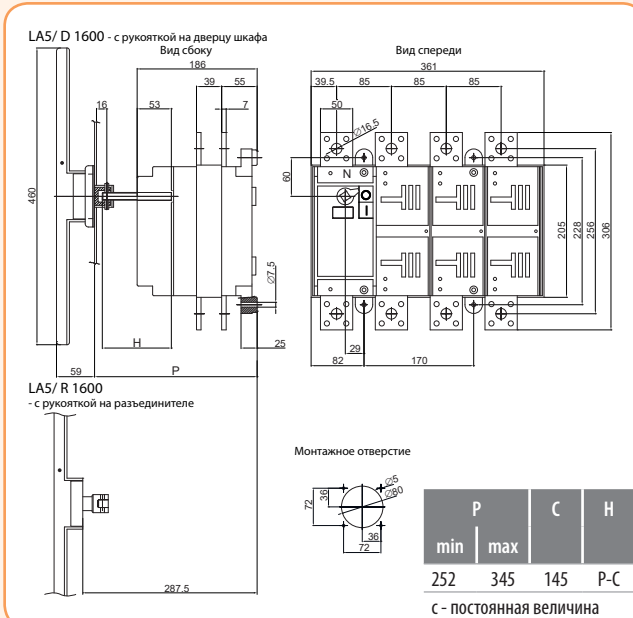 LA5/ D 1600 - с рукояткой на дверцу шкафа
Вид сбоку
Вид спереди
186
361
39
55
39.5
85
85
85
16
53
7
50
Ø16.5
N
O
I
60
460
205
228
256
306
Ø7.5
H
25
29
59
P
82
170
LA5/ R 1600
- с рукояткой на разъединителе
Монтажное отверстие
Ø5
Ø80
36
72
36
72
287.5
P C H
min max
252 345 145 P-C
с - постоянная величина